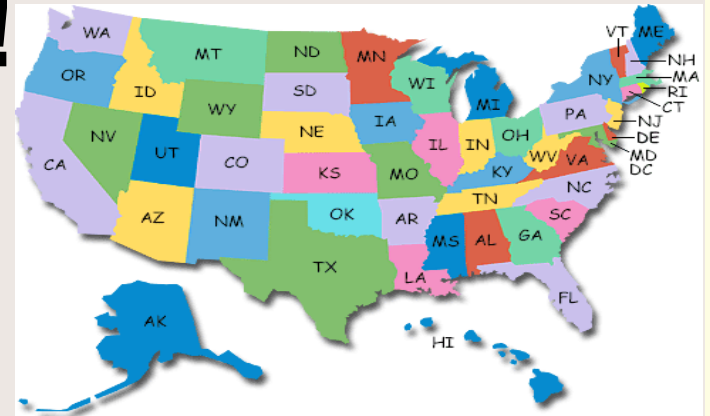 !
WA
MT
ND
MN
VT
ME
OR
ID
SD
WI
NH
MA
NY
RI
WY
MI
CT
NV
NE
IA
PA
NJ
UT
CO
IL
IN
OH
DE
CA
KS
MO
WV
VA
MD
KY
DC
AZ
NM
OK
AR
TN
NC
SC
TX
MS
AL
GA
LA
FL
AK
HI